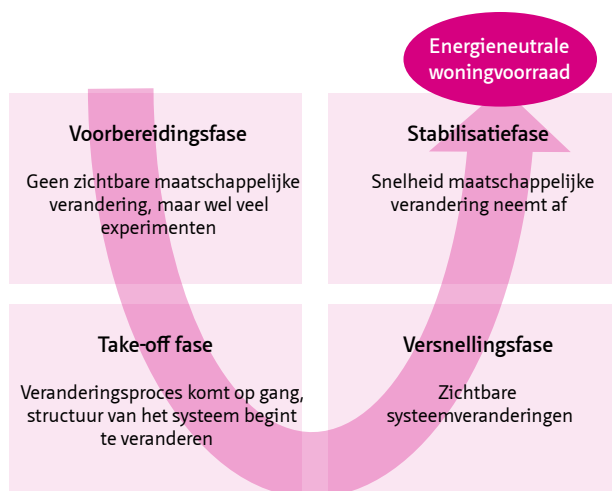 Energieneutrale
woningvoorraad
Voorbereidingsfase
Geen zichtbare maatschappelijke
verandering, maar wel veel
experimenten
Stabilisatiefase
Snelheid maatschappelijke
verandering neemt af
Take-off fase
Veranderingsproces komt op gang,
structuur van het systeem begint
te veranderen
Versnellingsfase
Zichtbare
systeemveranderingen